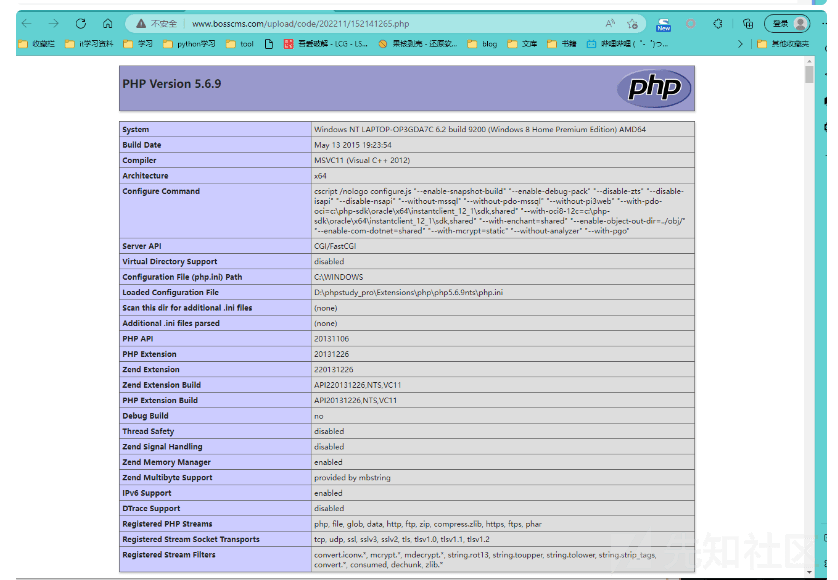 不安全 www.bosscms.com/upload/code/202211/152141265.php 登录
收藏栏 it学习资料 学习 python学习 tool 吾爱破解 - LCG - LS... 果核剥壳 - 还原软... blog 文库 书籍 哔哩哔哩 ( ゜- ゜)つ... 其他收藏夹
New
PHP Version 5.6.9
php
System Windows NT LAPTOP-OP3GDA7C 6.2 build 9200 (Windows 8 Home Premium Edition) AMD64
Build Date May 13 2015 19:23:54
Compiler MSVC11 (Visual C++ 2012)
Architecture x64
Configure Command cscript /nologo configure.js "--enable-snapshot-build" "--enable-debug-pack" "--disable-zts" "--disable-
isapi" "--disable-nsapi" "--without-mssql" "--without-pdo-mssql" "--without-pi3web" "--with-pdo-
oci=c:\php-sdk\oracle\x64\instantclient_12_1\sdk,shared" "--with-oci8-12c=c:\php-
sdk\oracle\x64\instantclient_12_1\sdk,shared" "--with-enchant=shared" "--enable-object-out-dir=../obj/"
"--enable-com-dotnet=shared" "--with-mcrypt=static" "--without-analyzer" "--with-pgo"
Server API CGI/FastCGI
Virtual Directory Support disabled
Configuration File (php.ini) Path C:\WINDOWS
Loaded Configuration File D:\phpstudy_pro\Extensions\php\php5.6.9nts\php.ini
Scan this dir for additional .ini files (none)
Additional .ini files parsed (none)
PHP API 20131106
PHP Extension 20131226
Zend Extension 220131226
Zend Extension Build API220131226,NTS,VC11
PHP Extension Build API20131226,NTS,VC11
Debug Build no
Thread Safety disabled
Zend Signal Handling disabled
Zend Memory Manager enabled
Zend Multibyte Support provided by mbstring
IPv6 Support enabled
DTrace Support disabled
Registered PHP Streams php, file, glob, data, http, ftp, zip, compress.zlib, https, ftps, phar
Registered Stream Socket Transports tcp, udp, ssl, sslv3, sslv2, tls, tlsv1.0, tlsv1.1, tlsv1.2
Registered Stream Filters convert.iconv.*, mcrypt.*, mdecrypt.*, string.rot13, string.toupper, string.tolower, string.strip_tags,
convert.*, consumed, dechunk, zlib.*
先知社区